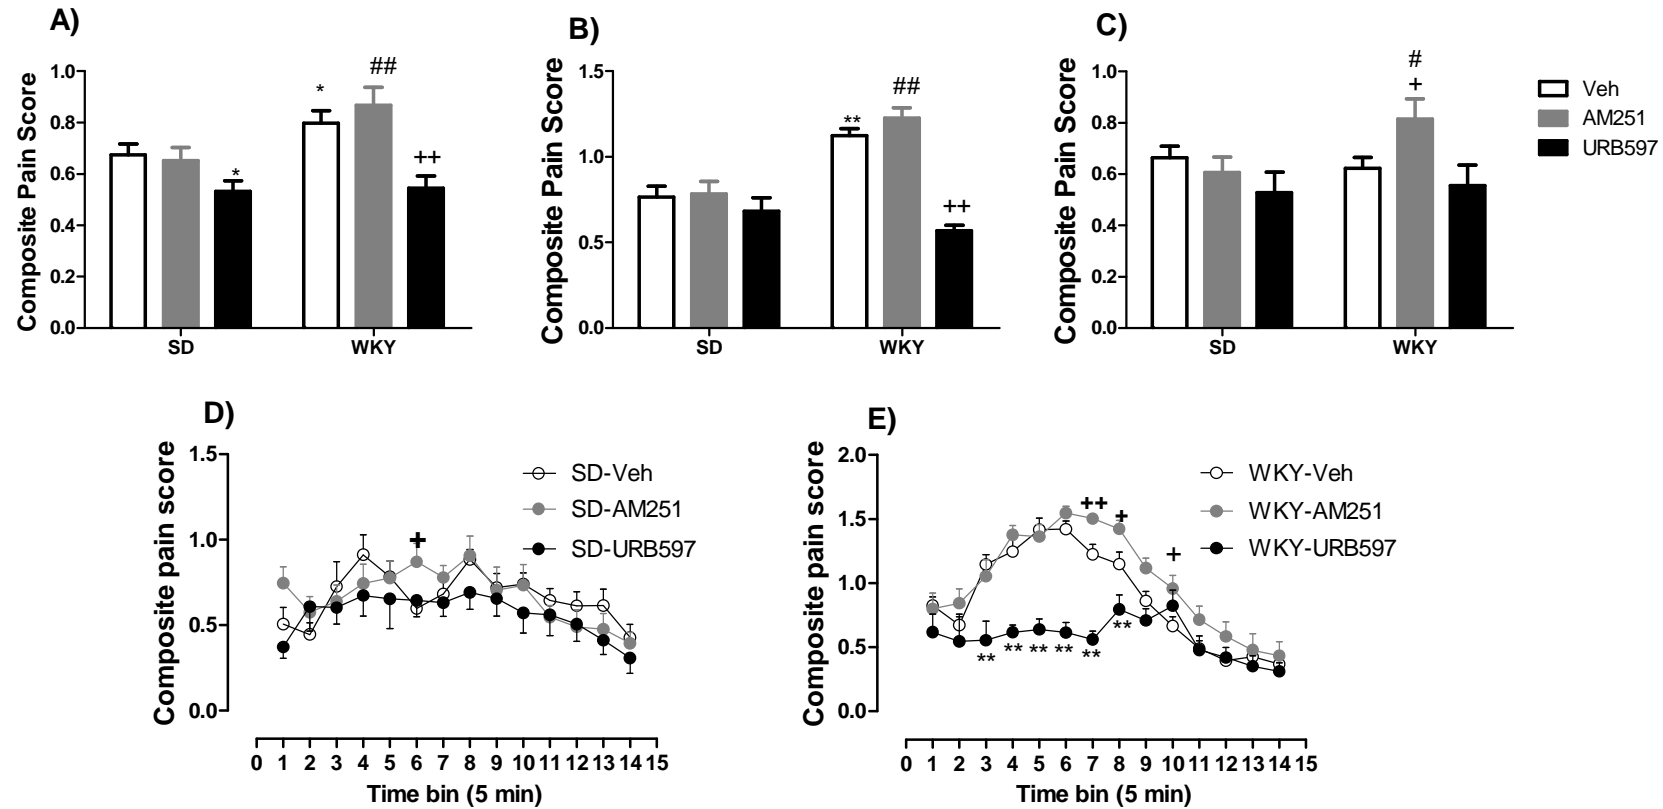 A)
Composite Pain Score
1.0
0.8
0.6
0.4
0.2
0.0
*
*
##
++
SD
WKY
B)
Composite Pain Score
1.5
1.0
0.5
0.0
**
##
++
SD
WKY
C)
Composite Pain Score
1.0
0.8
0.6
0.4
0.2
0.0
#
+
SD
WKY
Veh
AM251
URB597
D)
Composite pain score
1.5
1.0
0.5
0.0
+
SD-Veh
SD-AM251
SD-URB597
0 1 2 3 4 5 6 7 8 9 10 11 12 13 14 15
Time bin (5 min)
E)
Composite pain score
2.0
1.5
1.0
0.5
0.0
++ +
+
** ** ** ** ** **
WKY-Veh
WKY-AM251
WKY-URB597
0 1 2 3 4 5 6 7 8 9 10 11 12 13 14 15
Time bin (5 min)